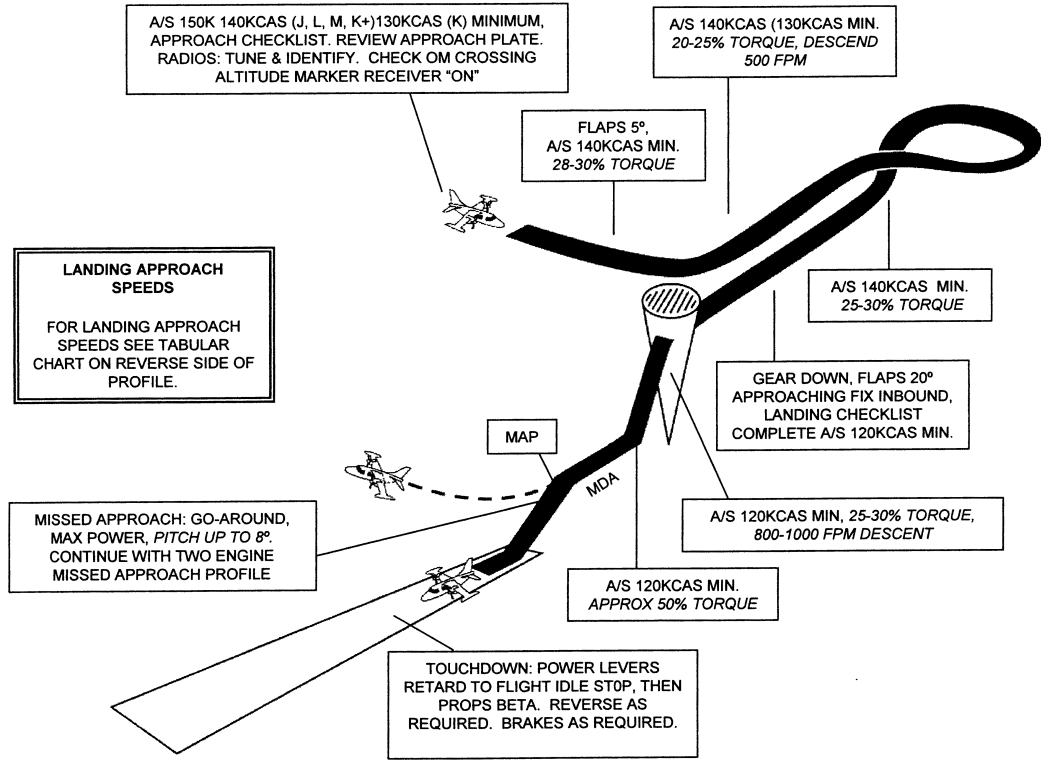 A/S 150K 140KCAS (J, L, M, K+)130KCAS (K) MINIMUM,
APPROACH CHECKLIST. REVIEW APPROACH PLATE.
RADIOS: TUNE & IDENTIFY. CHECK OM CROSSING
ALTITUDE MARKER RECEIVER "ON"
A/S 140KCAS (130KCAS MIN.
20-25% TORQUE, DESCEND
500 FPM
FLAPS 5º,
A/S 140KCAS MIN.
28-30% TORQUE
LANDING APPROACH
SPEEDS
FOR LANDING APPROACH
SPEEDS SEE TABULAR
CHART ON REVERSE SIDE OF
PROFILE.
A/S 140KCAS MIN.
25-30% TORQUE
GEAR DOWN, FLAPS 20º
APPROACHING FIX INBOUND,
LANDING CHECKLIST
COMPLETE A/S 120KCAS MIN.
MAP
MDA
A/S 120KCAS MIN, 25-30% TORQUE,
800-1000 FPM DESCENT
MISSED APPROACH: GO-AROUND,
MAX POWER, PITCH UP TO 8º.
CONTINUE WITH TWO ENGINE
MISSED APPROACH PROFILE
A/S 120KCAS MIN.
APPROX 50% TORQUE
TOUCHDOWN: POWER LEVERS
RETARD TO FLIGHT IDLE ST0P, THEN
PROPS BETA. REVERSE AS
REQUIRED. BRAKES AS REQUIRED.